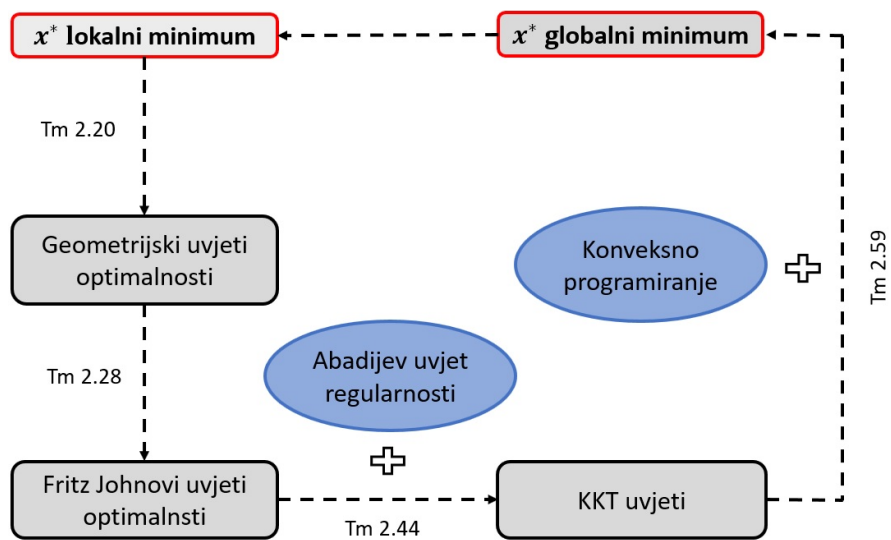 x* lokalni minimum
x* globalni minimum
Tm 2.20
Geometrijski uvjeti
optimalnosti
Konveksno
programiranje
Tm 2.59
Tm 2.28
Abadijev uvjet
regularnosti
Fritz Johnovi uvjeti
optimalnsti
Tm 2.44
KKT uvjeti